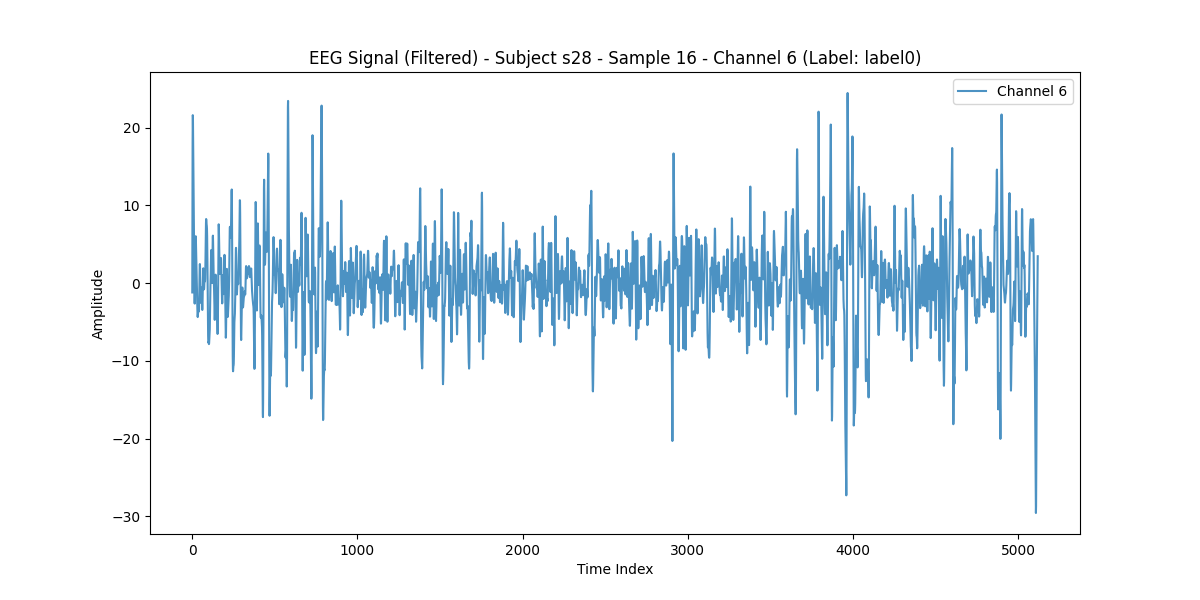 EEG Signal (Filtered) - Subject s28 - Sample 16 - Channel 6 (Label: label0)
Channel 6
20
10
0
−10
−20
−30
Amplitude
0 1000 2000 3000 4000 5000
Time Index